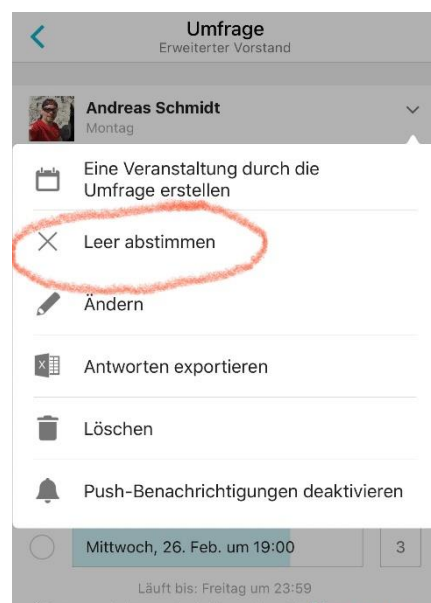 Umfrage
Erweiterter Vorstand
Andreas Schmidt
Montag
Eine Veranstaltung durch die
Umfrage erstellen
Leer abstimmen
Ändern
Antworten exportieren
Löschen
Push-Benachrichtigungen deaktivieren
Mittwoch, 26. Feb. um 19:00 3
Läuft bis: Freitag um 23:59